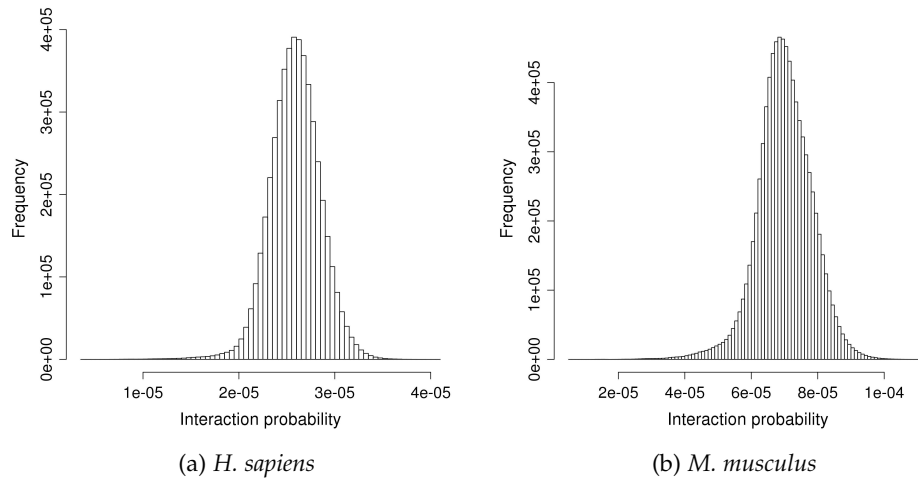 Frequency
0e+00 1e+05 2e+05 3e+05 4e+05
1e-05 2e-05 3e-05 4e-05
Interaction probability
(a) H. sapiens
Frequency
0e+00 1e+05 2e+05 3e+05 4e+05
2e-05 4e-05 6e-05 8e-05 1e-04
Interaction probability
(b) M. musculus